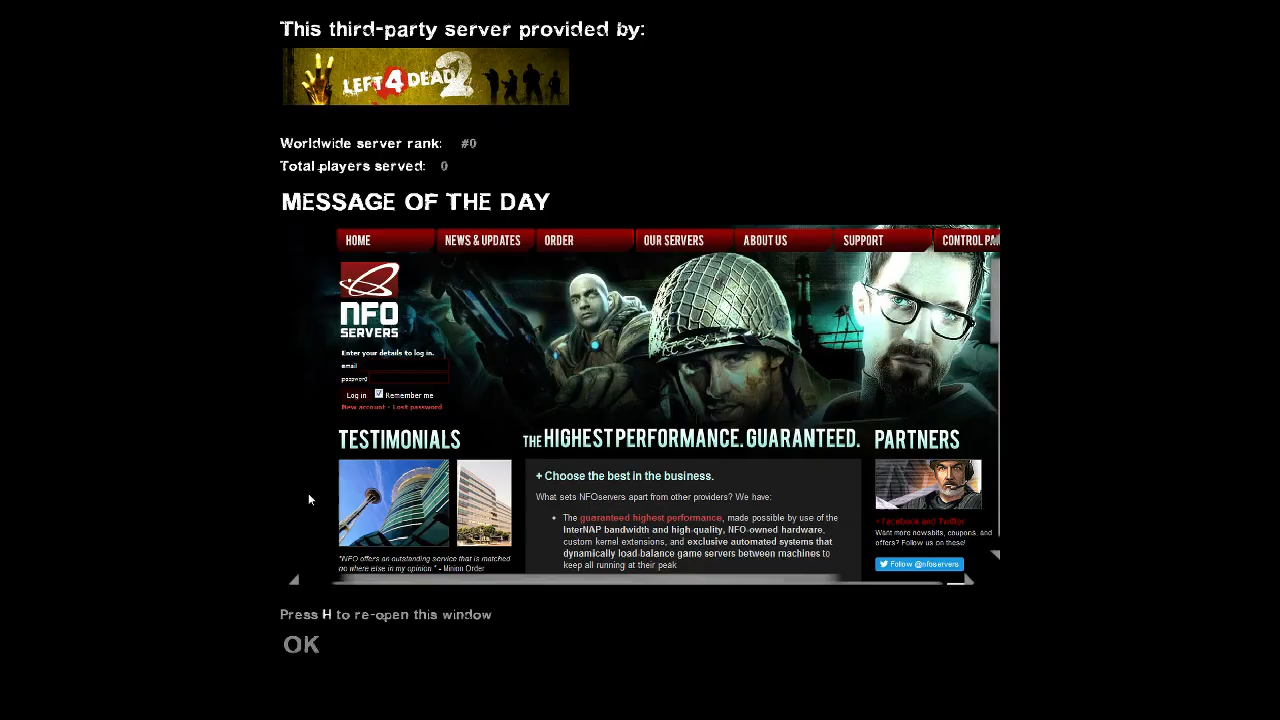 This third-party server provided by:
LEFT 4 DEAD 2
Worldwide server rank: #0
Total players served: 0
MESSAGE OF THE DAY
HOME NEWS & UPDATES ORDER OUR SERVERS ABOUT US SUPPORT CONTROL
NFO
SERVERS
Enter your details to log in.
email
password
Log in Remember me
New account - Lost password
TESTIMONIALS
"NFO offers an outstanding service that is matched
no where else in my opinion " - Minion Order
THE HIGHEST PERFORMANCE. GUARANTEED.
+ Choose the best in the business.
What sets NFOservers apart from other providers? We have:
• The guaranteed highest performance, made possible by use of the
InterNAP bandwidth and high-quality, NFO-owned hardware,
custom kernel extensions, and exclusive automated systems that
dynamically load-balance game servers between machines to
keep all running at their peak
PARTNERS
+ Facebook and Twitter
Want more newsbits, coupons, and
offers? Follow us on these!
Follow @nfoservers
Press H to re-open this window
OK